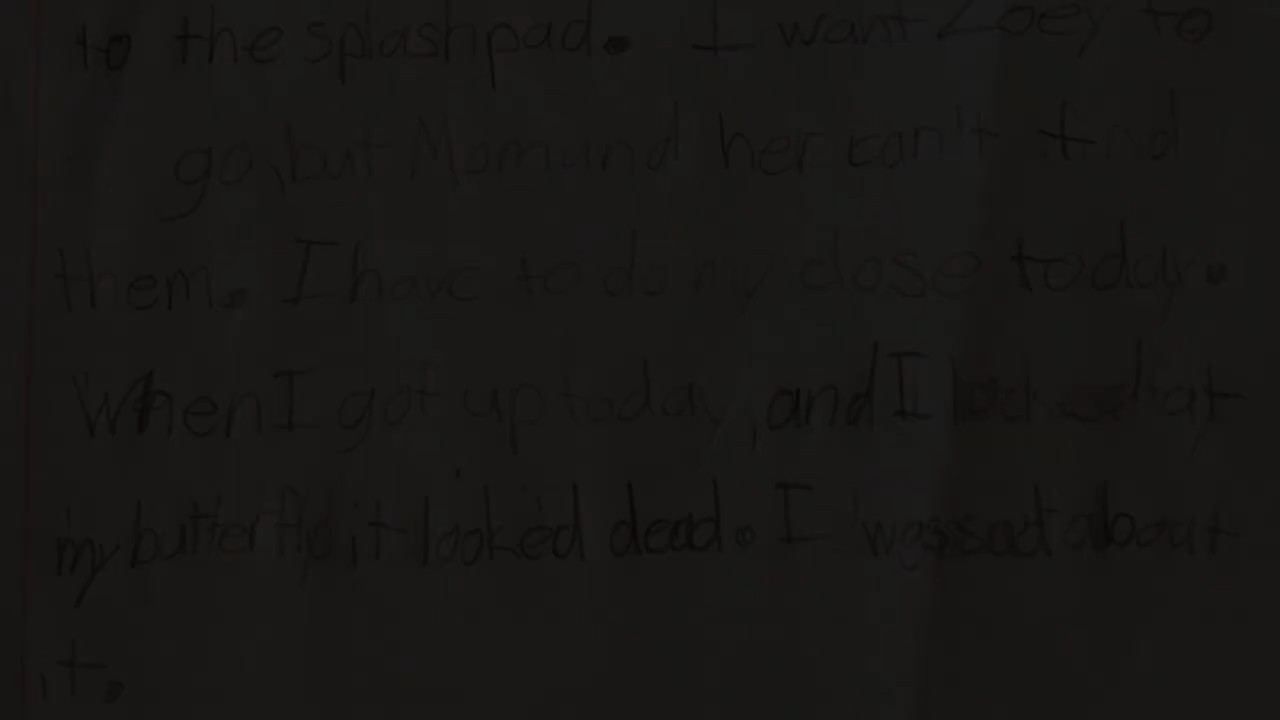 to the splashpad. I want Zoey to
go, but Mom and her can't find
them. I have to do my close today.
When I got up today, and I looked at
my butterfly, it looked dead. I was sad about
it.